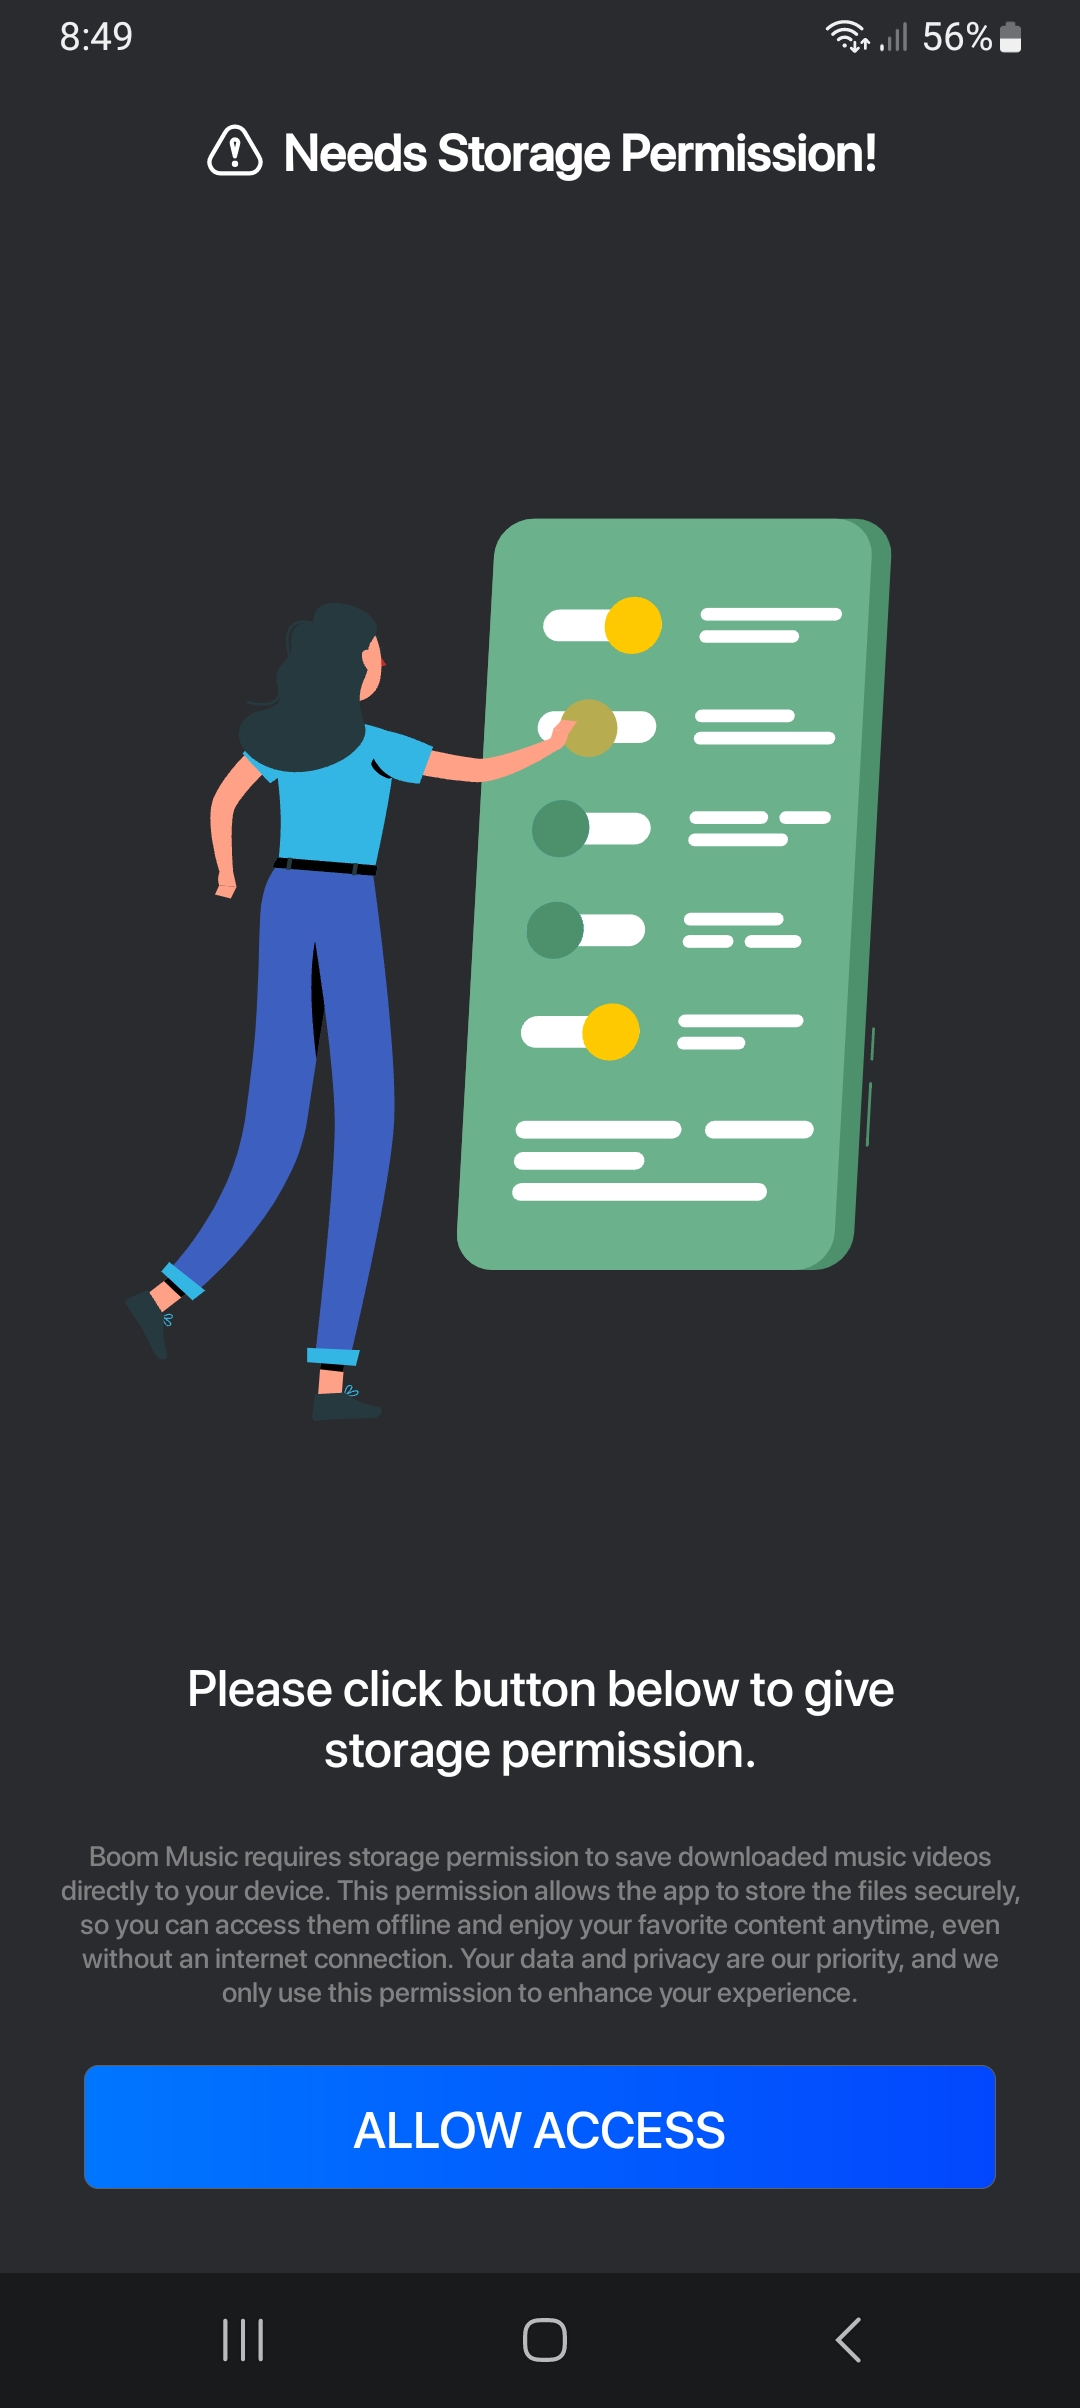 8:49
56%
Needs Storage Permission!
Please click button below to give
storage permission.
Boom Music requires storage permission to save downloaded music videos
directly to your device. This permission allows the app to store the files securely,
so you can access them offline and enjoy your favorite content anytime, even
without an internet connection. Your data and privacy are our priority, and we
only use this permission to enhance your experience.
ALLOW ACCESS